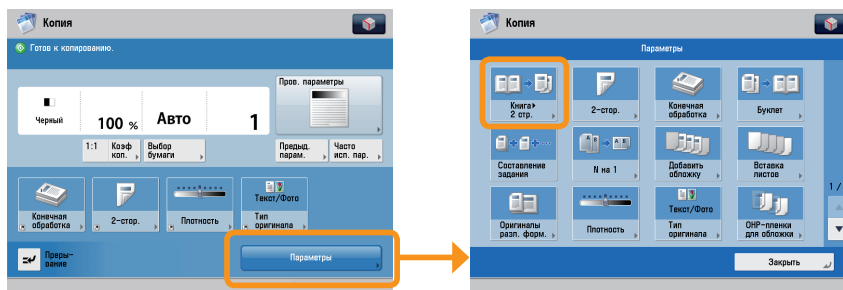 Копия
Готов к копированию.
Пров. параметры
Черный
100 %
Авто
1
1:1
Коэф
коп.
Выбор
бумаги
Предыд.
парам.
Часто
исп. пар.
Конечная
обработка
2-стор.
Плотность
Текст/Фото
Тип
оригинала
Преры-
вание
Параметры
Копия
Параметры
Книга
2 стр.
2-стор.
Конечная
обработка
Буклет
Составление
задания
N на 1
Добавить
обложку
Вставка
листов
Оригиналы
разл. форм.
Плотность
Текст/Фото
Тип
оригинала
OHP-пленки
для обложки
1 /
Закрыть